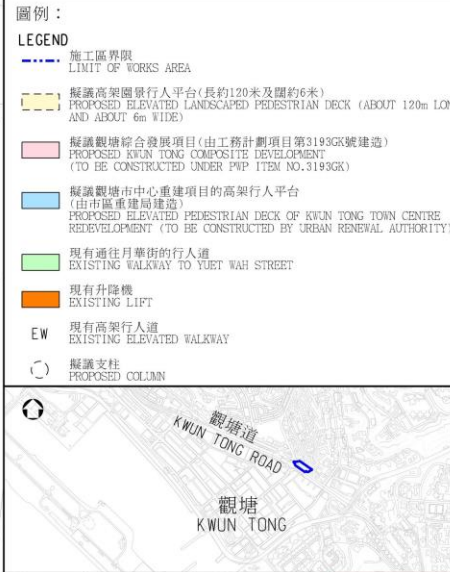 圖例：
LEGEND
施工區界限
LIMIT OF WORKS AREA
擬議高架園景行人平台(長約120米及闊約6米)
PROPOSED ELEVATED LANDSCAPED PEDESTRIAN DECK (ABOUT 120m LON
AND ABOUT 6m WIDE)
擬議觀塘綜合發展項目(由工務計劃項目第3193GK號建造)
PROPOSED KWUN TONG COMPOSITE DEVELOPMENT
(TO BE CONSTRUCTED UNDER PWP ITEM NO.3193GK)
擬議觀塘市中心重建項目的高架行人平台
(由市區重建局建造)
PROPOSED ELEVATED PEDESTRIAN DECK OF KWUN TONG TOWN CENTRE
REDEVELOPMENT (TO BE CONSTRUCTED BY URBAN RENEWAL AUTHORITY)
現有通往月華街的行人道
EXISTING WALKWAY TO YUET WAH STREET
現有升降機
EXISTING LIFT
EW 現有高架行人道
EXISTING ELEVATED WALKWAY
擬議支柱
PROPOSED COLUMN
觀塘道
KWUN TONG ROAD
觀塘
KWUN TONG